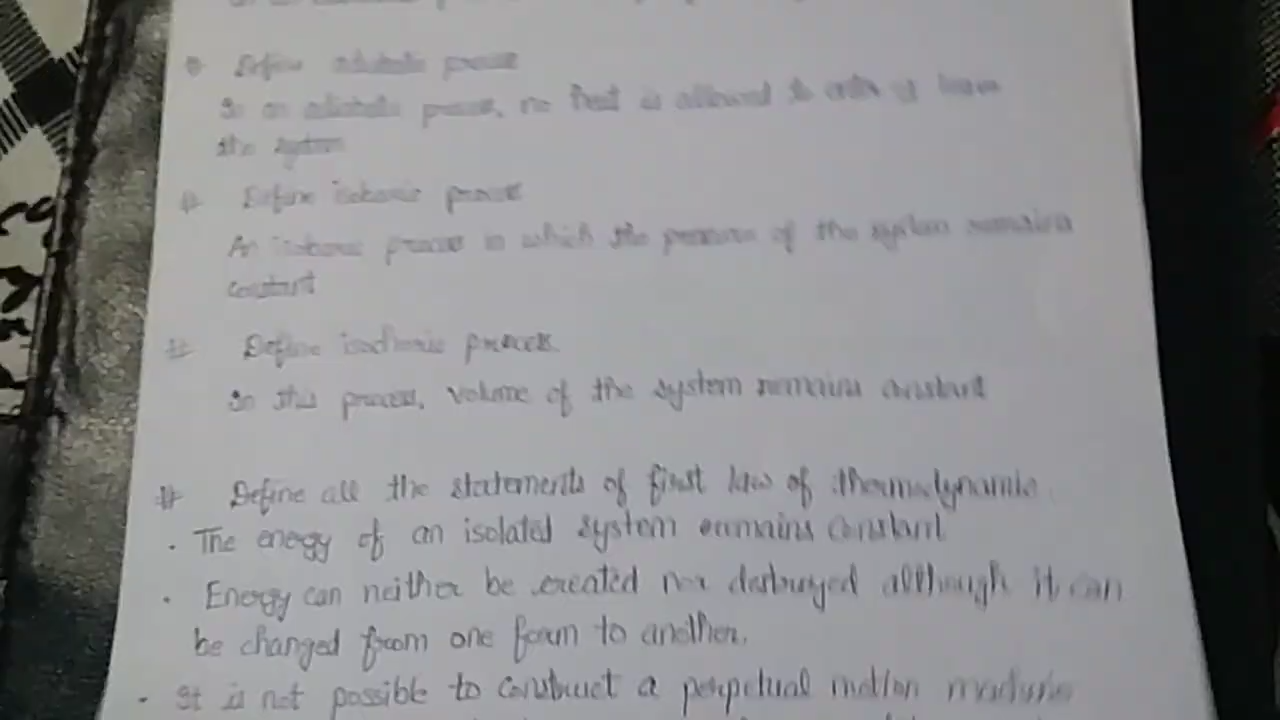 # Define adiabatic process
In an adiabatic process, no heat is allowed to enter or leave
the system
# Define isobaric process
An isobaric process in which the pressure of the system remains
constant
# Define isochoric process.
In this process, volume of the system remains constant
# Define all the statements of first law of thermodynamic.
. The energy of an isolated system remains constant
. Energy can neither be created nor destroyed although it can
be changed from one form to another.
. It is not possible to construct a perpetual motion machine